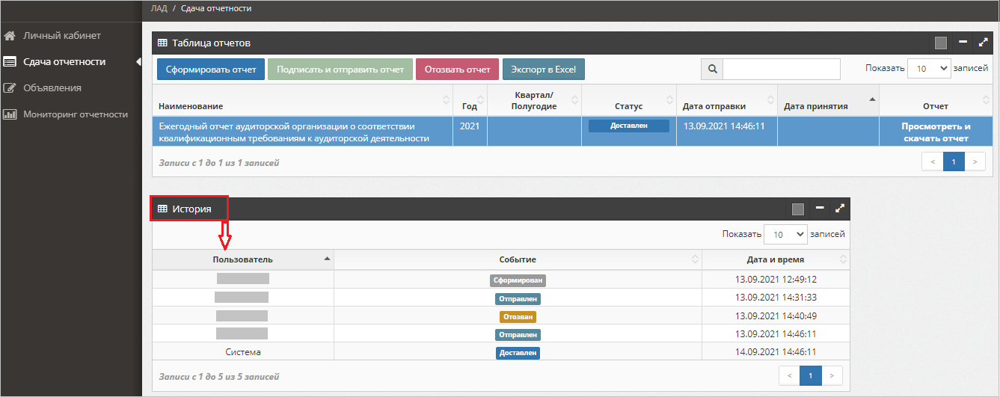 ЛАД / Сдача отчетности
Личный кабинет
Сдача отчетности
Объявления
Мониторинг отчетности
Таблица отчетов
Сформировать отчет Подписать и отправить отчет Отозвать отчет Экспорт в Excel Показать 10 записей
Наименование Год Квартал/ Полугодие Статус Дата отправки Дата принятия Отчет
Ежегодный отчет аудиторской организации о соответствии 2021 Доставлен 13.09.2021 14:46:11 Просмотреть и
квалификационным требованиям к аудиторской деятельности скачать отчет
Записи с 1 до 1 из 1 записей < 1 >
История
Показать 10 записей
Пользователь Событие Дата и время
Сформирован 13.09.2021 12:49:12
Отправлен 13.09.2021 14:31:33
Отозван 13.09.2021 14:40:49
Отправлен 13.09.2021 14:46:11
Система Доставлен 14.09.2021 14:46:11
Записи с 1 до 5 из 5 записей < 1 >